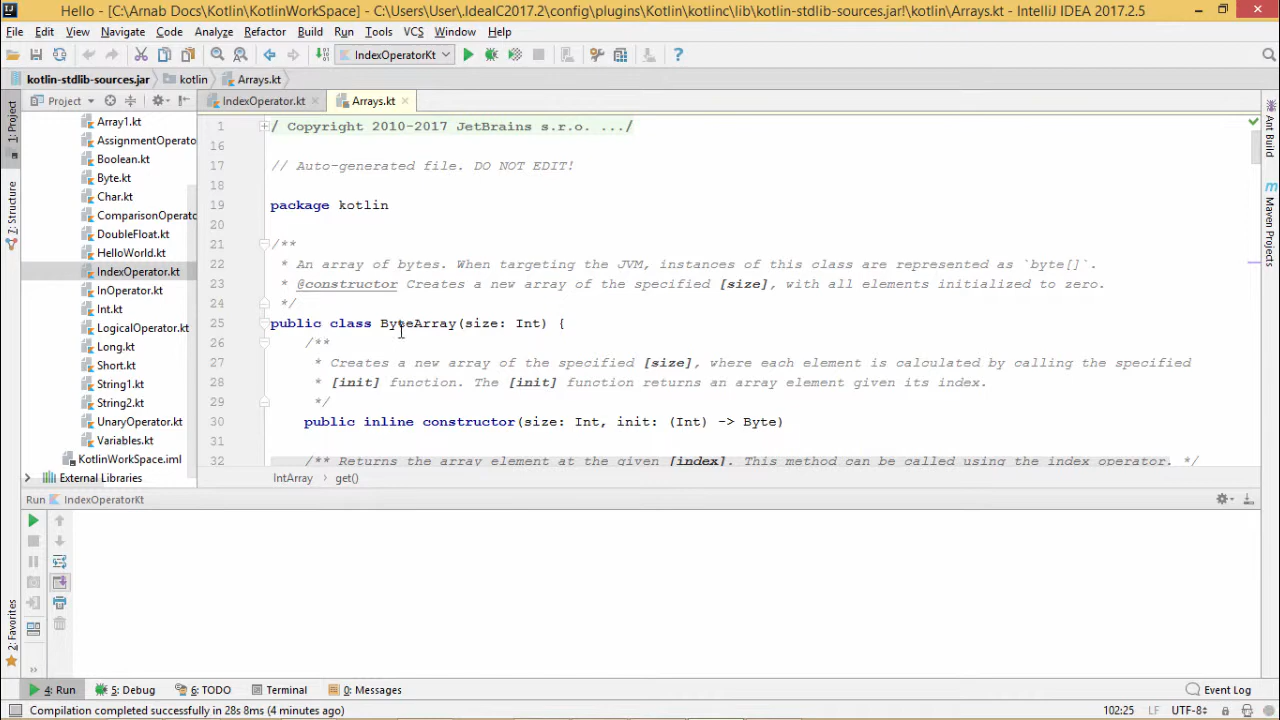 Hello - [C:\Arnab Docs\Kotlin\KotlinWorkSpace] - C:\Users\User\.IdeaIC2017.2\config\plugins\Kotlin\kotlinc\lib\kotlin-stdlib-sources.jar!\kotlin\Arrays.kt - IntelliJ IDEA 2017.2.5
File Edit View Navigate Code Analyze Refactor Build Run Tools VCS Window Help
IndexOperatorKt
kotlin-stdlib-sources.jar kotlin Arrays.kt
Project IndexOperator.kt Arrays.kt
1: Project
Z: Structure
2: Favorites
Array1.kt
AssignmentOperato
Boolean.kt
Byte.kt
Char.kt
ComparisonOperato
DoubleFloat.kt
HelloWorld.kt
IndexOperator.kt
InOperator.kt
Int.kt
LogicalOperator.kt
Long.kt
Short.kt
String1.kt
String2.kt
UnaryOperator.kt
Variables.kt
KotlinWorkSpace.iml
External Libraries
1 / Copyright 2010-2017 JetBrains s.r.o. .../
16
17 // Auto-generated file. DO NOT EDIT!
18
19 package kotlin
20
21 /**
22 * An array of bytes. When targeting the JVM, instances of this class are represented as `byte[]`.
23 * @constructor Creates a new array of the specified [size], with all elements initialized to zero.
24 */
25 public class ByteArray(size: Int) {
26 /**
27 * Creates a new array of the specified [size], where each element is calculated by calling the specified
28 * [init] function. The [init] function returns an array element given its index.
29 */
30 public inline constructor(size: Int, init: (Int) -> Byte)
31
32 /** Returns the array element at the given [index]. This method can be called using the index operator. */
IntArray get()
Ant Build
Maven Projects
Run IndexOperatorKt
4: Run 5: Debug 6: TODO Terminal 0: Messages Event Log
Compilation completed successfully in 28s 8ms (4 minutes ago) 102:25 LF UTF-8